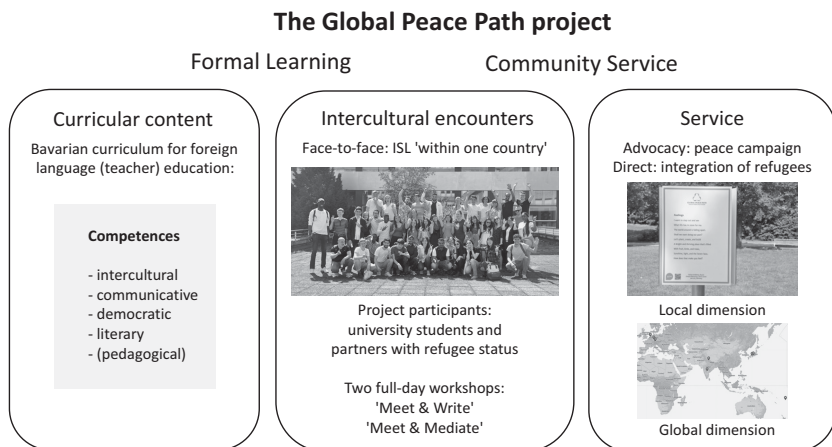 The Global Peace Path project
Formal Learning
Community Service
Curricular content
Bavarian curriculum for foreign
language (teacher) education:
Competences
- intercultural
- communicative
- democratic
- literary
- (pedagogical)
Intercultural encounters
Face-to-face: ISL 'within one country'
Project participants:
university students and
partners with refugee status
Two full-day workshops:
'Meet & Write'
'Meet & Mediate'
Service
Advocacy: peace campaign
Direct: integration of refugees
Local dimension
Global dimension